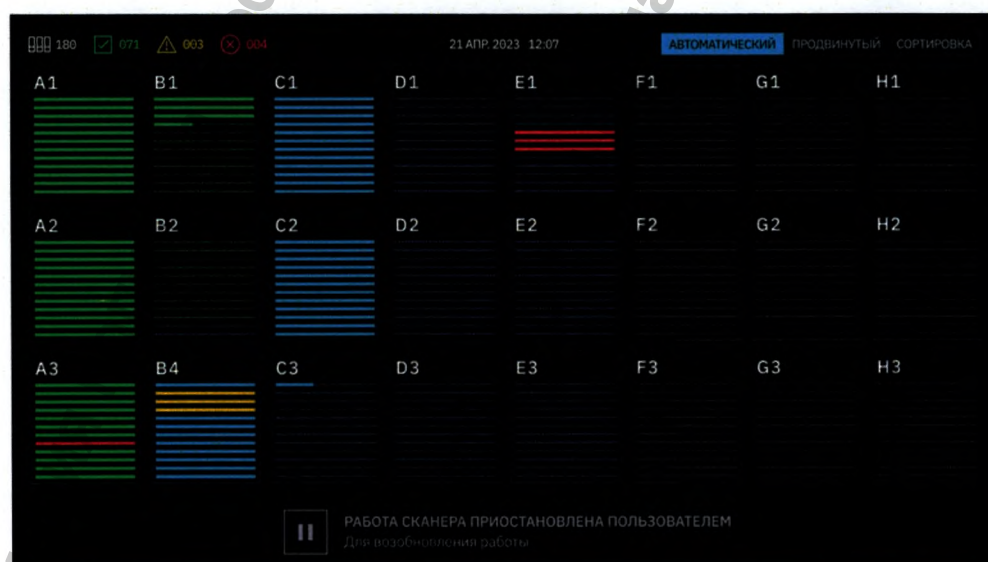 180 071 003 004 21 АПР. 2023 12:07 АВТОМАТИЧЕСКИЙ ПРОДВИНУТЫЙ СОРТИРОВКА
A1 B1 C1 D1 E1 F1 G1 H1
A2 B2 C2 D2 E2 F2 G2 H2
A3 B4 C3 D3 E3 F3 G3 H3
РАБОТА СКАНЕРА ПРИОСТАНОВЛЕНА ПОЛЬЗОВАТЕЛЕМ
Для возобновления работы